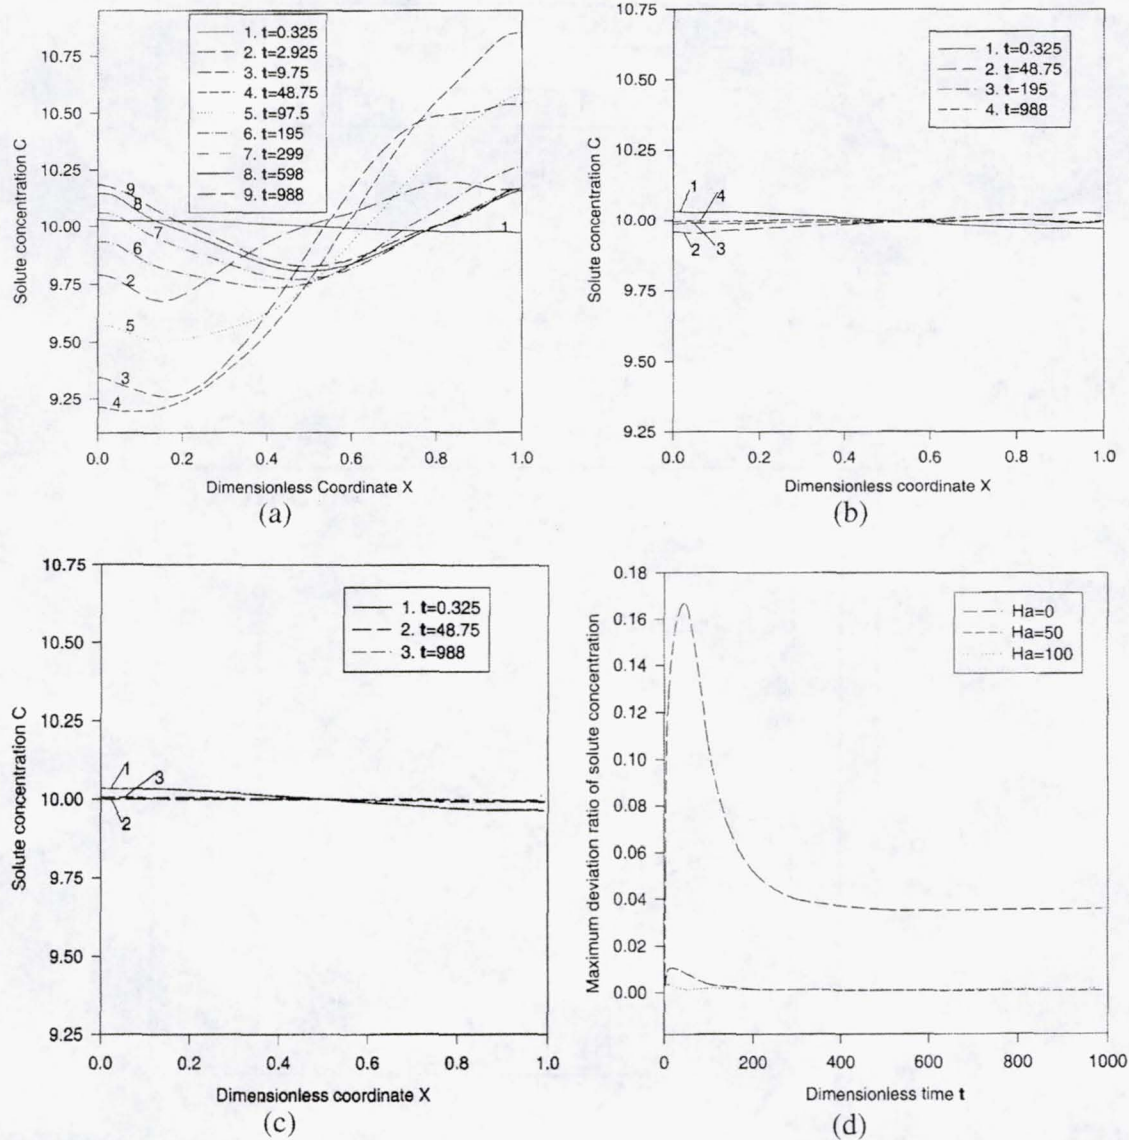 Solute concentration C
10.75
10.50
10.25
10.00
9.75
9.50
9.25
1. t=0.325
2. t=2.925
3. t=9.75
4. t=48.75
5. t=97.5
6. t=195
7. t=299
8. t=598
9. t=988
9
8
7
6
2
5
3
4
1
0.0 0.2 0.4 0.6 0.8 1.0
Dimensionless Coordinate X
(a)
Solute concentration C
10.75
10.50
10.25
10.00
9.75
9.50
9.25
1. t=0.325
2. t=48.75
3. t=195
4. t=988
1
4
2
3
0.0 0.2 0.4 0.6 0.8 1.0
Dimensionless coordinate X
(b)
Solute concentration C
10.75
10.50
10.25
10.00
9.75
9.50
9.25
1. t=0.325
2. t=48.75
3. t=988
1
3
2
0.0 0.2 0.4 0.6 0.8 1.0
Dimensionless coordinate X
(c)
Maximum deviation ratio of solute concentration
0.18
0.16
0.14
0.12
0.10
0.08
0.06
0.04
0.02
0.00
Ha=0
Ha=50
Ha=100
0 200 400 600 800 1000
Dimensionless time t
(d)